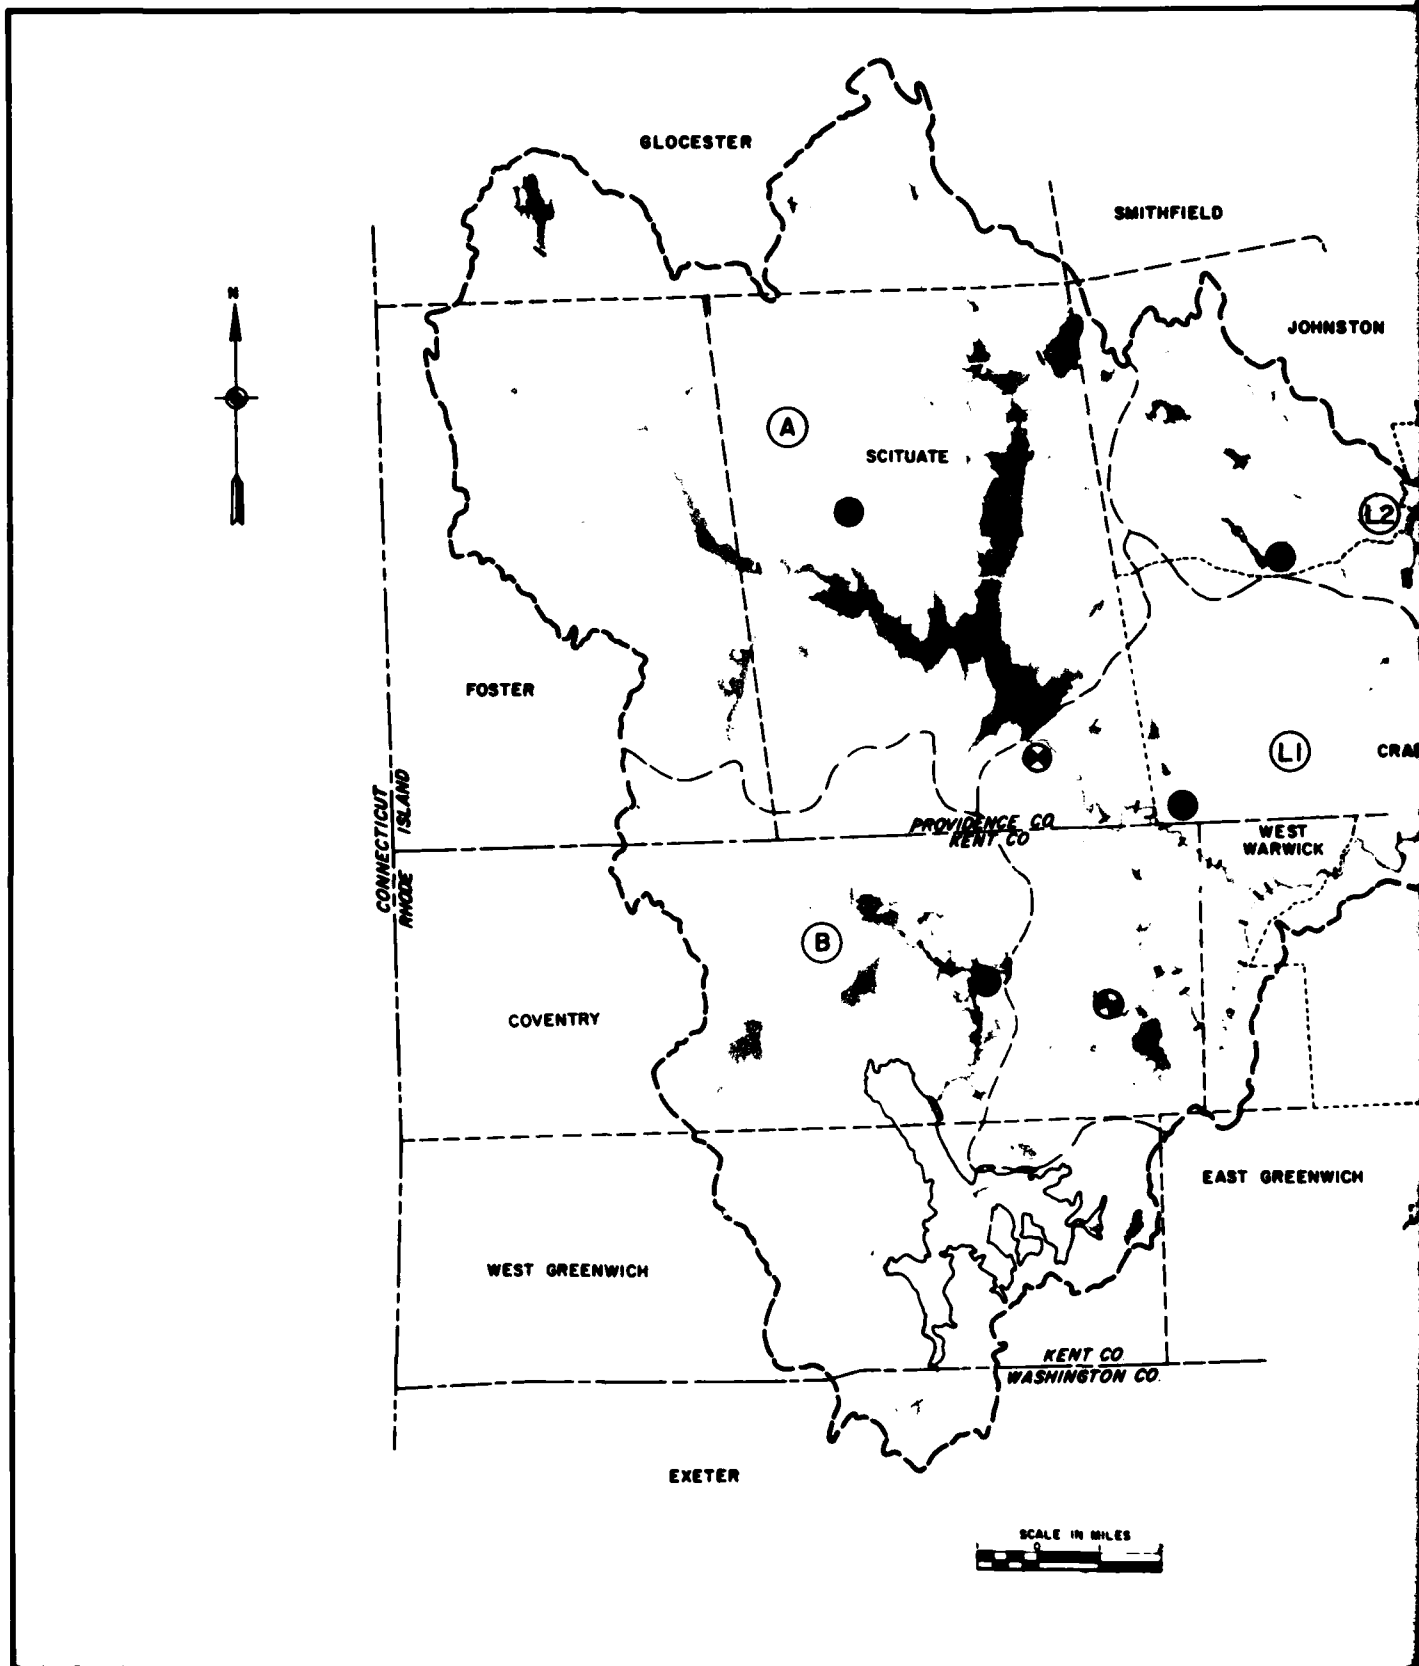 GLOCESTER
SMITHFIELD
N
JOHNSTON
A
SCITUATE
L2
FOSTER
L1
CRA
CONNECTICUT
RHODE ISLAND
PROVIDENCE CO.
KENT CO
WEST
WARWICK
B
COVENTRY
EAST GREENWICH
WEST GREENWICH
KENT CO.
WASHINGTON CO.
EXETER
SCALE IN MILES
0